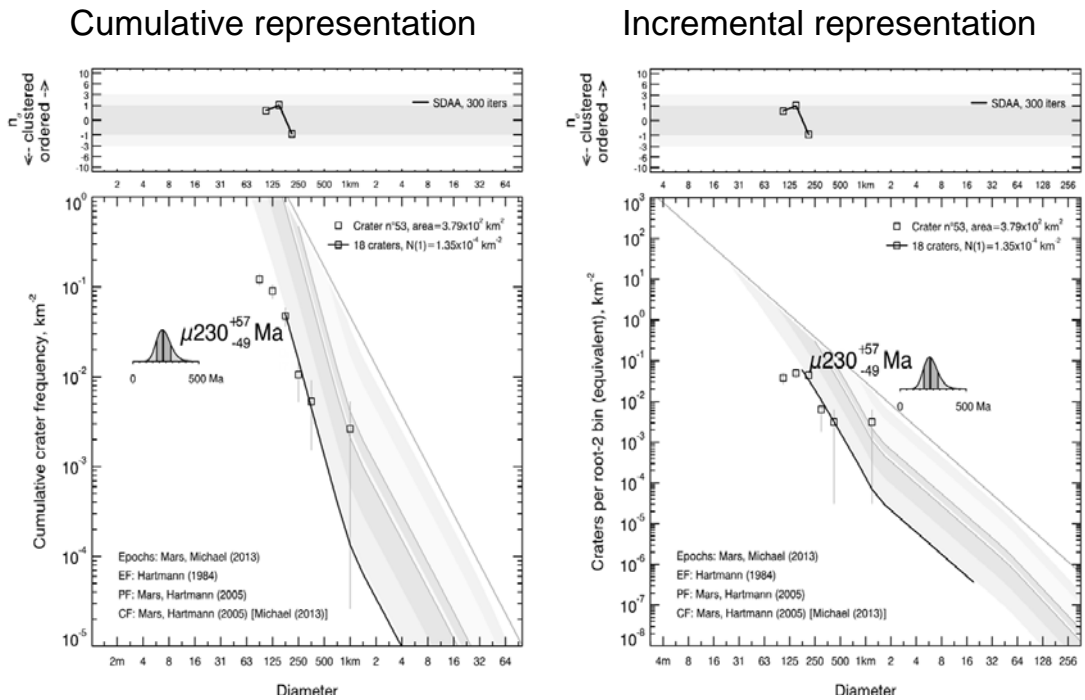 Cumulative representation
Incremental representation
10
6
3
1
0
-1
-3
-6
-10
nσ
<-- clustered
ordered -->
SDAA, 300 iters
2 4 8 16 31 63 125 250 500 1km 2 4 8 16 32 64
10⁰
10⁻¹
10⁻²
10⁻³
10⁻⁴
10⁻⁵
Cumulative crater frequency, km⁻²
Crater n°53, area=3.79x10² km²
18 craters, N(1)=1.35x10⁻⁴ km⁻²
μ230 +57 -49 Ma
0 500 Ma
Epochs: Mars, Michael (2013)
EF: Hartmann (1984)
PF: Mars, Hartmann (2005)
CF: Mars, Hartmann (2005) [Michael (2013)]
2m 4 8 16 31 63 125 250 500 1km 2 4 8 16 32 64
Diameter
10
6
3
1
0
-1
-3
-6
-10
nσ
<-- clustered
ordered -->
SDAA, 300 iters
4 8 16 31 63 125 250 500 1km 2 4 8 16 32 64 128 256
10³
10²
10¹
10⁰
10⁻¹
10⁻²
10⁻³
10⁻⁴
10⁻⁵
10⁻⁶
10⁻⁷
10⁻⁸
Craters per root-2 bin (equivalent), km⁻²
Crater n°53, area=3.79x10² km²
18 craters, N(1)=1.35x10⁻⁴ km⁻²
μ230 +57 -49 Ma
0 500 Ma
Epochs: Mars, Michael (2013)
EF: Hartmann (1984)
PF: Mars, Hartmann (2005)
CF: Mars, Hartmann (2005) [Michael (2013)]
4m 8 16 31 63 125 250 500 1km 2 4 8 16 32 64 128 256
Diameter